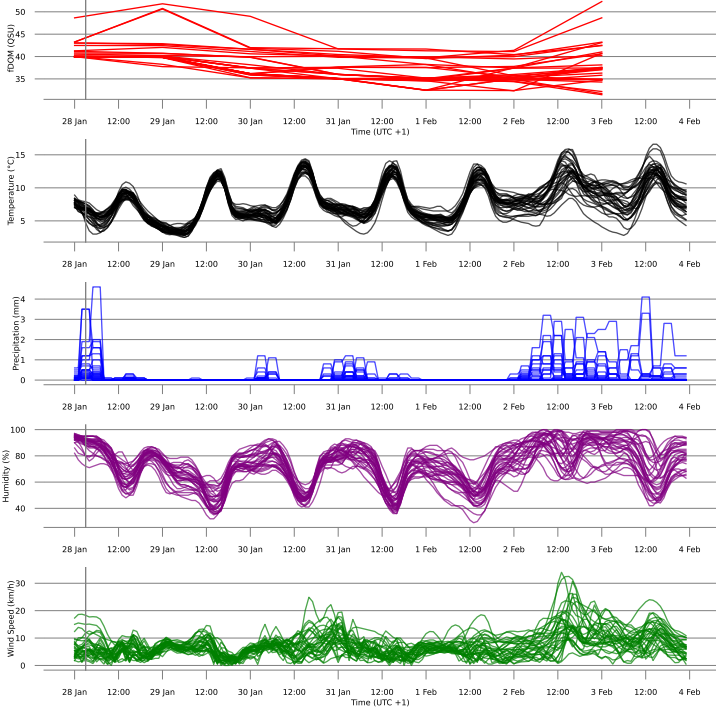 50
45
40
35
fDOM (QSU)
28 Jan 12:00 29 Jan 12:00 30 Jan 12:00 31 Jan 12:00 1 Feb 12:00 2 Feb 12:00 3 Feb 12:00 4 Feb
Time (UTC +1)
15
10
5
Temperature (°C)
28 Jan 12:00 29 Jan 12:00 30 Jan 12:00 31 Jan 12:00 1 Feb 12:00 2 Feb 12:00 3 Feb 12:00 4 Feb
4
3
2
1
0
Precipitation (mm)
28 Jan 12:00 29 Jan 12:00 30 Jan 12:00 31 Jan 12:00 1 Feb 12:00 2 Feb 12:00 3 Feb 12:00 4 Feb
100
80
60
40
Humidity (%)
28 Jan 12:00 29 Jan 12:00 30 Jan 12:00 31 Jan 12:00 1 Feb 12:00 2 Feb 12:00 3 Feb 12:00 4 Feb
30
20
10
0
Wind Speed (km/h)
28 Jan 12:00 29 Jan 12:00 30 Jan 12:00 31 Jan 12:00 1 Feb 12:00 2 Feb 12:00 3 Feb 12:00 4 Feb
Time (UTC +1)